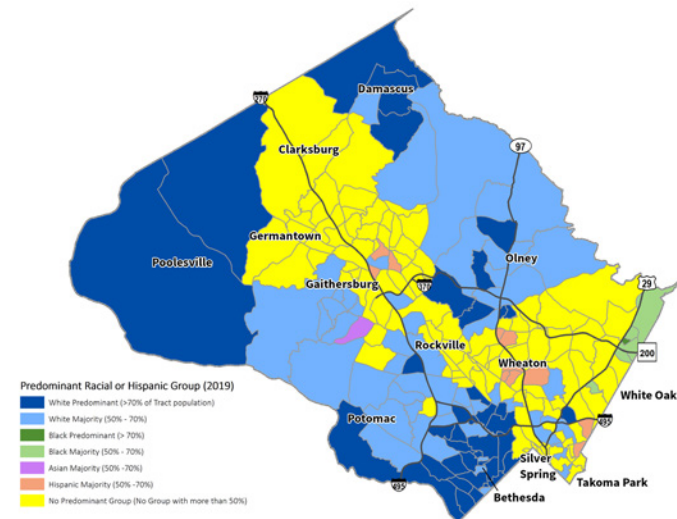 Damascus
270
Clarksburg
97
Germantown
Poolesville
Olney
Gaithersburg
29
370
Rockville
200
Wheaton
White Oak
Predominant Racial or Hispanic Group (2019)
White Predominant (>70% of Tract population)
White Majority (50% - 70%)
Black Predominant (> 70%)
Black Majority (50% - 70%)
Asian Majority (50% -70%)
Hispanic Majority (50% -70%)
No Predominant Group (No Group with more than 50%)
Potomac
495
Silver
Spring
Takoma Park
495
Bethesda